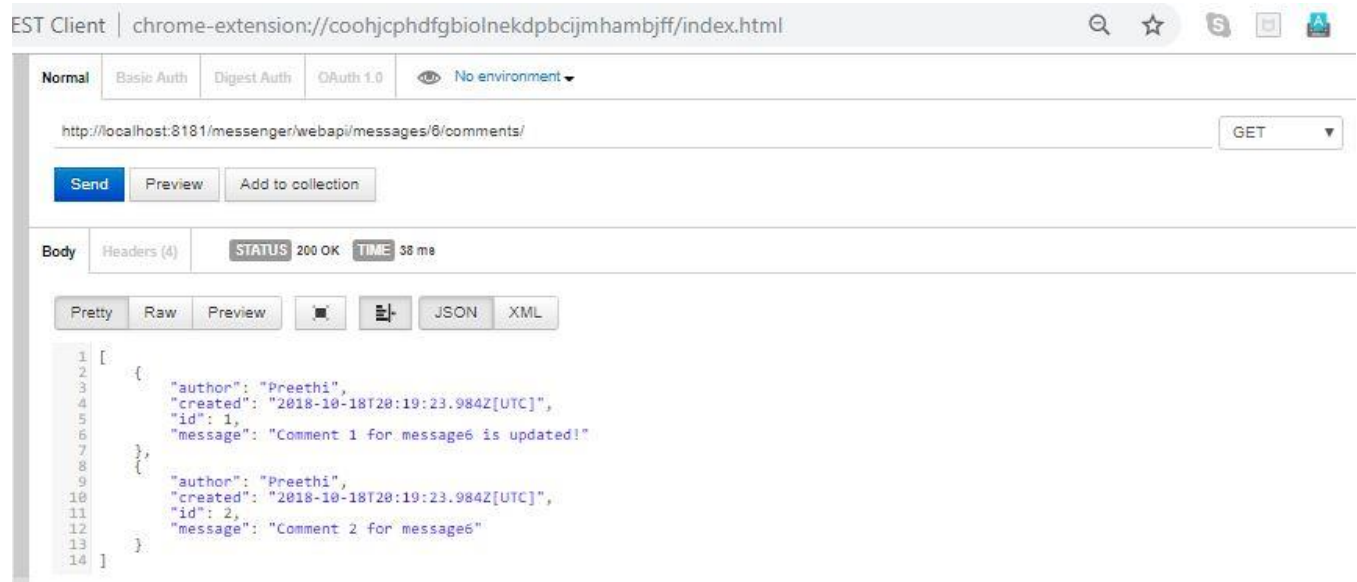 EST Client | chrome-extension://coohjcphdfgbiolnekdpbcijmhambjff/index.html
Normal Basic Auth Digest Auth OAuth 1.0 No environment
http://localhost:8181/messenger/webapi/messages/6/comments/ GET
Send Preview Add to collection
Body Headers (4) STATUS 200 OK TIME 38 ms
Pretty Raw Preview JSON XML
1 [
2 {
3 "author": "Preethi",
4 "created": "2018-10-18T20:19:23.984Z[UTC]",
5 "id": 1,
6 "message": "Comment 1 for message6 is updated!"
7 },
8 {
9 "author": "Preethi",
10 "created": "2018-10-18T20:19:23.984Z[UTC]",
11 "id": 2,
12 "message": "Comment 2 for message6"
13 }
14 ]